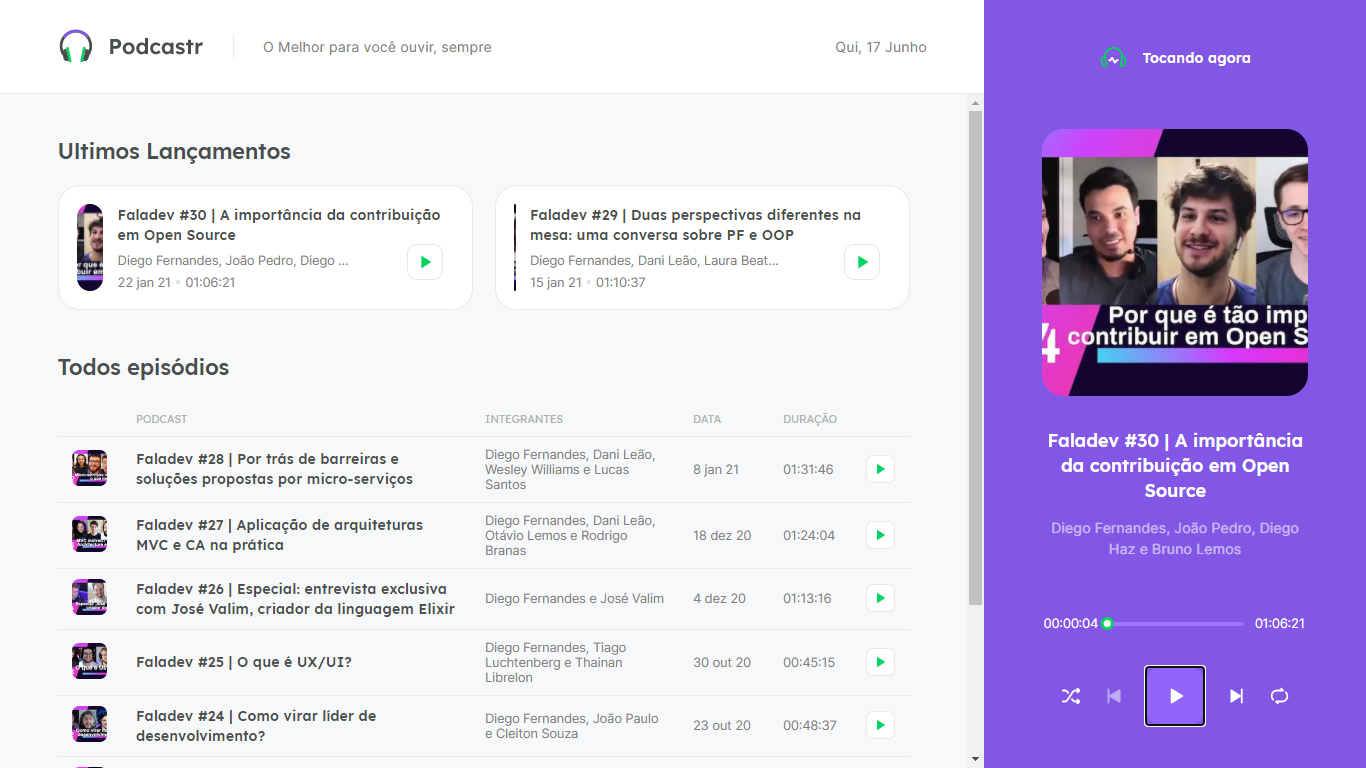 Podcastr
O Melhor para você ouvir, sempre
Qui, 17 Junho
Ultimos Lançamentos
Faladev #30 | A importância da contribuição
em Open Source
Diego Fernandes, João Pedro, Diego ...
22 jan 21 • 01:06:21
Faladev #29 | Duas perspectivas diferentes na
mesa: uma conversa sobre PF e OOP
Diego Fernandes, Dani Leão, Laura Beat...
15 jan 21 • 01:10:37
Todos episódios
PODCAST INTEGRANTES DATA DURAÇÃO
Faladev #28 | Por trás de barreiras e
soluções propostas por micro-serviços
Diego Fernandes, Dani Leão,
Wesley Williams e Lucas
Santos
8 jan 21
01:31:46
Faladev #27 | Aplicação de arquiteturas
MVC e CA na prática
Diego Fernandes, Dani Leão,
Otávio Lemos e Rodrigo
Branas
18 dez 20
01:24:04
Faladev #26 | Especial: entrevista exclusiva
com José Valim, criador da linguagem Elixir
Diego Fernandes e José Valim
4 dez 20
01:13:16
Faladev #25 | O que é UX/UI?
Diego Fernandes, Tiago
Luchtenberg e Thainan
Librelon
30 out 20
00:45:15
Faladev #24 | Como virar líder de
desenvolvimento?
Diego Fernandes, João Paulo
e Cleiton Souza
23 out 20
00:48:37
Tocando agora
Por que é tão imp
4 contribuir em Open S
Faladev #30 | A importância
da contribuição em Open
Source
Diego Fernandes, João Pedro, Diego
Haz e Bruno Lemos
00:00:04
01:06:21